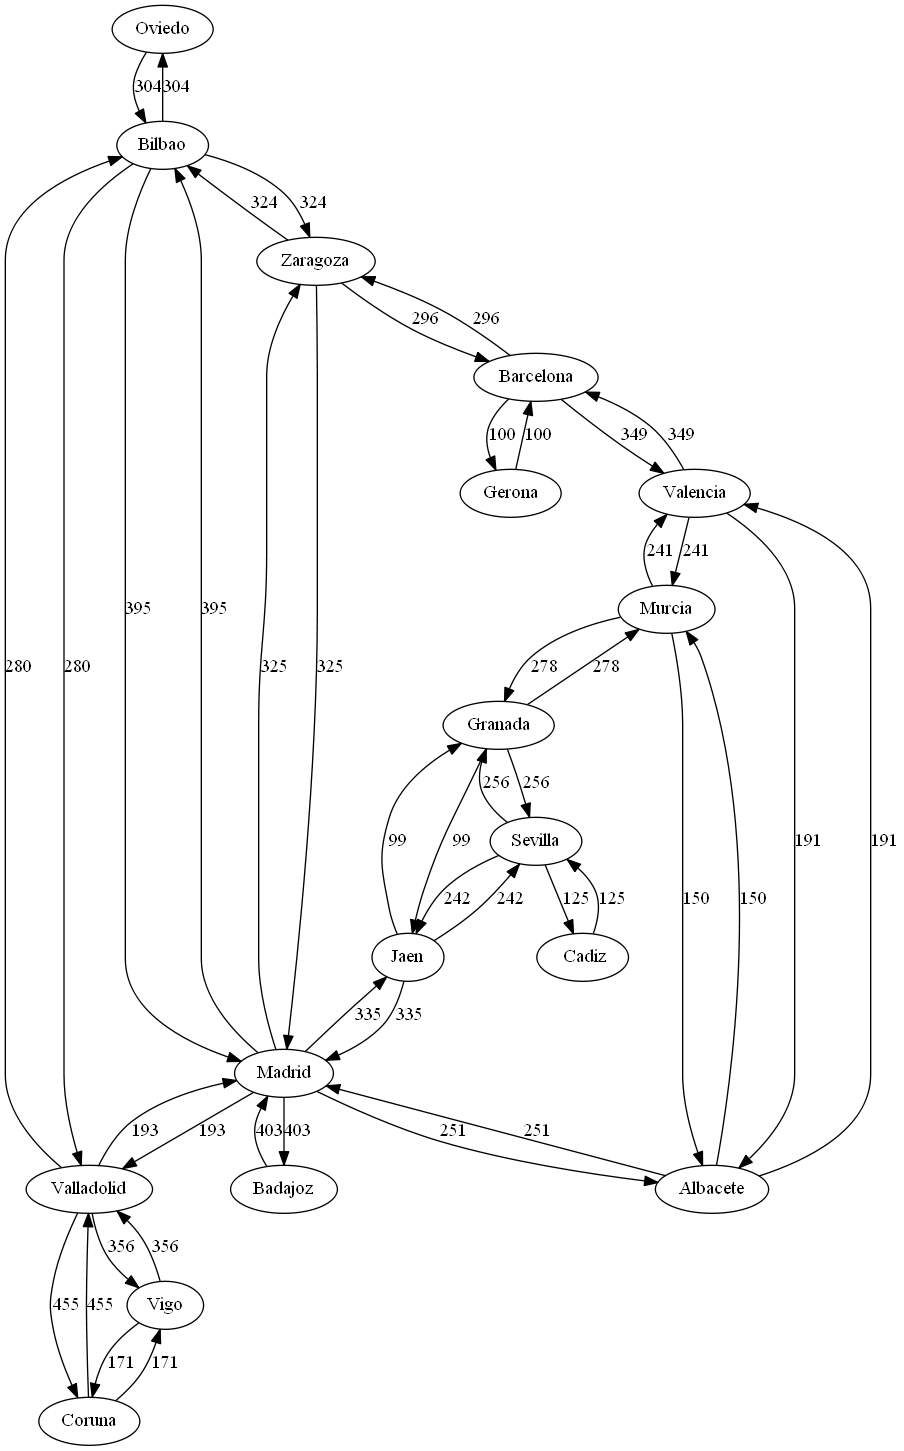 Oviedo
304 304
Bilbao
324 324
Zaragoza
296 296
Barcelona
100 100 349 349
Gerona Valencia
241 241
395 395 Murcia
280 280 325 325 278 278
Granada
256 256
99 99 Sevilla 191 191
242 242 125 125 150 150
Jaen Cadiz
335 335
Madrid
193 193 403 403 251 251
Valladolid Badajoz Albacete
356 356
455 455 Vigo
171 171
Coruna